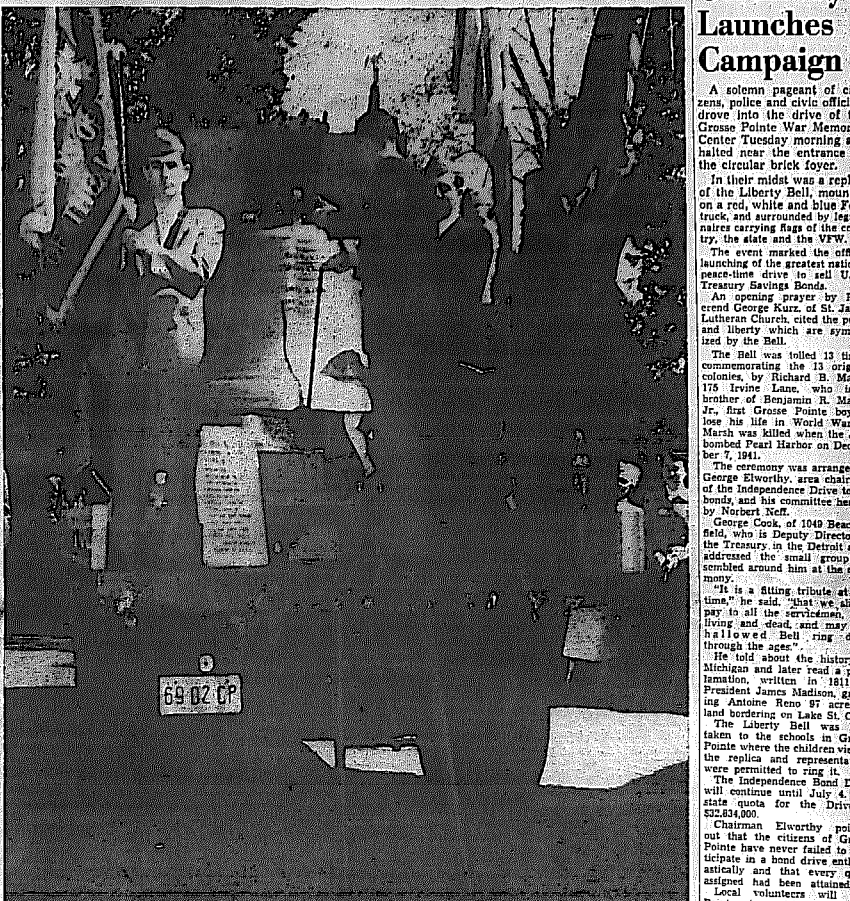 69 02 CP
Launches
Campaign
A solemn pageant of ci
zens, police and civic offici
drove into the drive of t
Grosse Pointe War Memor
Center Tuesday morning a
halted near the entrance
the circular brick foyer.
In their midst was a repl
of the Liberty Bell, moun
on a red, white and blue Fo
truck, and surrounded by leg
naires carrying flags of the co
try, the state and the VFW.
The event marked the offi
launching of the greatest natio
peace-time drive to sell U.
Treasury Savings Bonds.
An opening prayer by R
erend George Kurz, of St. Ja
Lutheran Church, cited the pe
and liberty which are sym
ized by the Bell.
The Bell was tolled 13 ti
commemorating the 13 orig
colonies, by Richard B. Ma
175 Irvine Lane, who i
brother of Benjamin R. Ma
Jr., first Grosse Pointe boy
lose his life in World War
Marsh was killed when the
bombed Pearl Harbor on Dec
ber 7, 1941.
The ceremony was arrange
George Elworthy, area chair
of the Independence Drive to
bonds, and his committee he
by Norbert Neff.
George Cook, of 1049 Beac
field, who is Deputy Directo
the Treasury in the Detroit
addressed the small group
sembled around him at the
mony.
"It is a fitting tribute at
time," he said, "that we s
pay to all the servicemen,
living and dead, and may
hallowed Bell ring d
through the ages."
He told about the history
Michigan and later read a p
lamation, written in 1811
President James Madison, g
ing Antoine Reno 97 acre
land bordering on Lake St. C
The Liberty Bell was
taken to the schools in Gr
Pointe where the children vie
the replica and representa
were permitted to ring it.
The Independence Bond D
will continue until July 4.
state quota for the Drive
$32,834,000.
Chairman Elworthy poi
out that the citizens of Gr
Pointe have never failed to
ticipate in a bond drive enth
astically and that every q
assigned had been attained
Local volunteers will